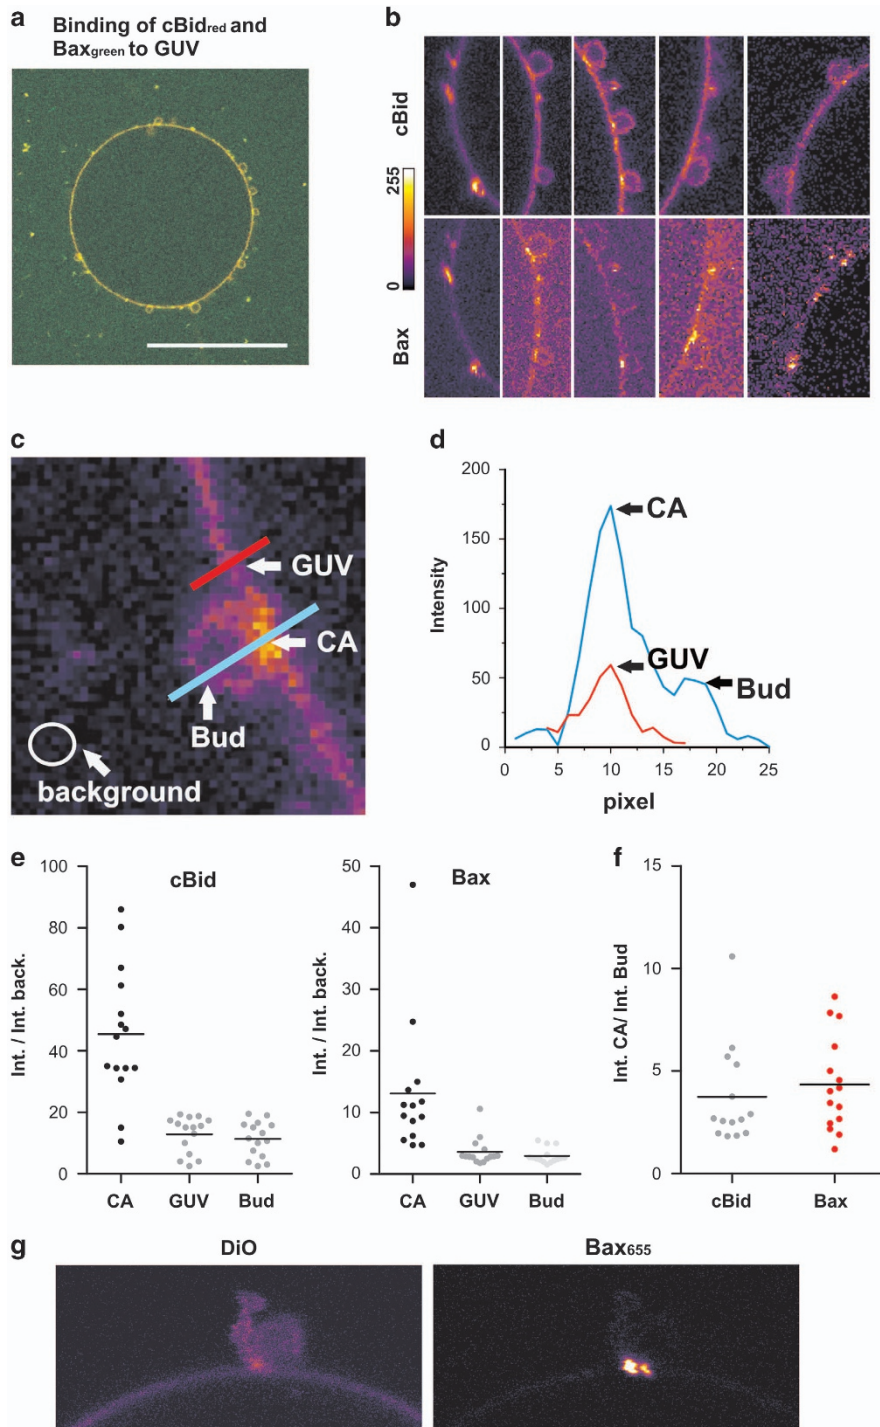 a
Binding of cBidred and
Baxgreen to GUV
b
cBid
Bax
255
0
c
GUV
CA
Bud
background
d
200
150
100
50
0
Intensity
CA
GUV
Bud
0 5 10 15 20 25
pixel
e
cBid
100
80
60
40
20
0
Int. / Int. back.
CA GUV Bud
Bax
50
40
30
20
10
0
Int. / Int. back.
CA GUV Bud
f
15
10
5
0
Int. CA/ Int. Bud
cBid Bax
g
DiO
Bax655